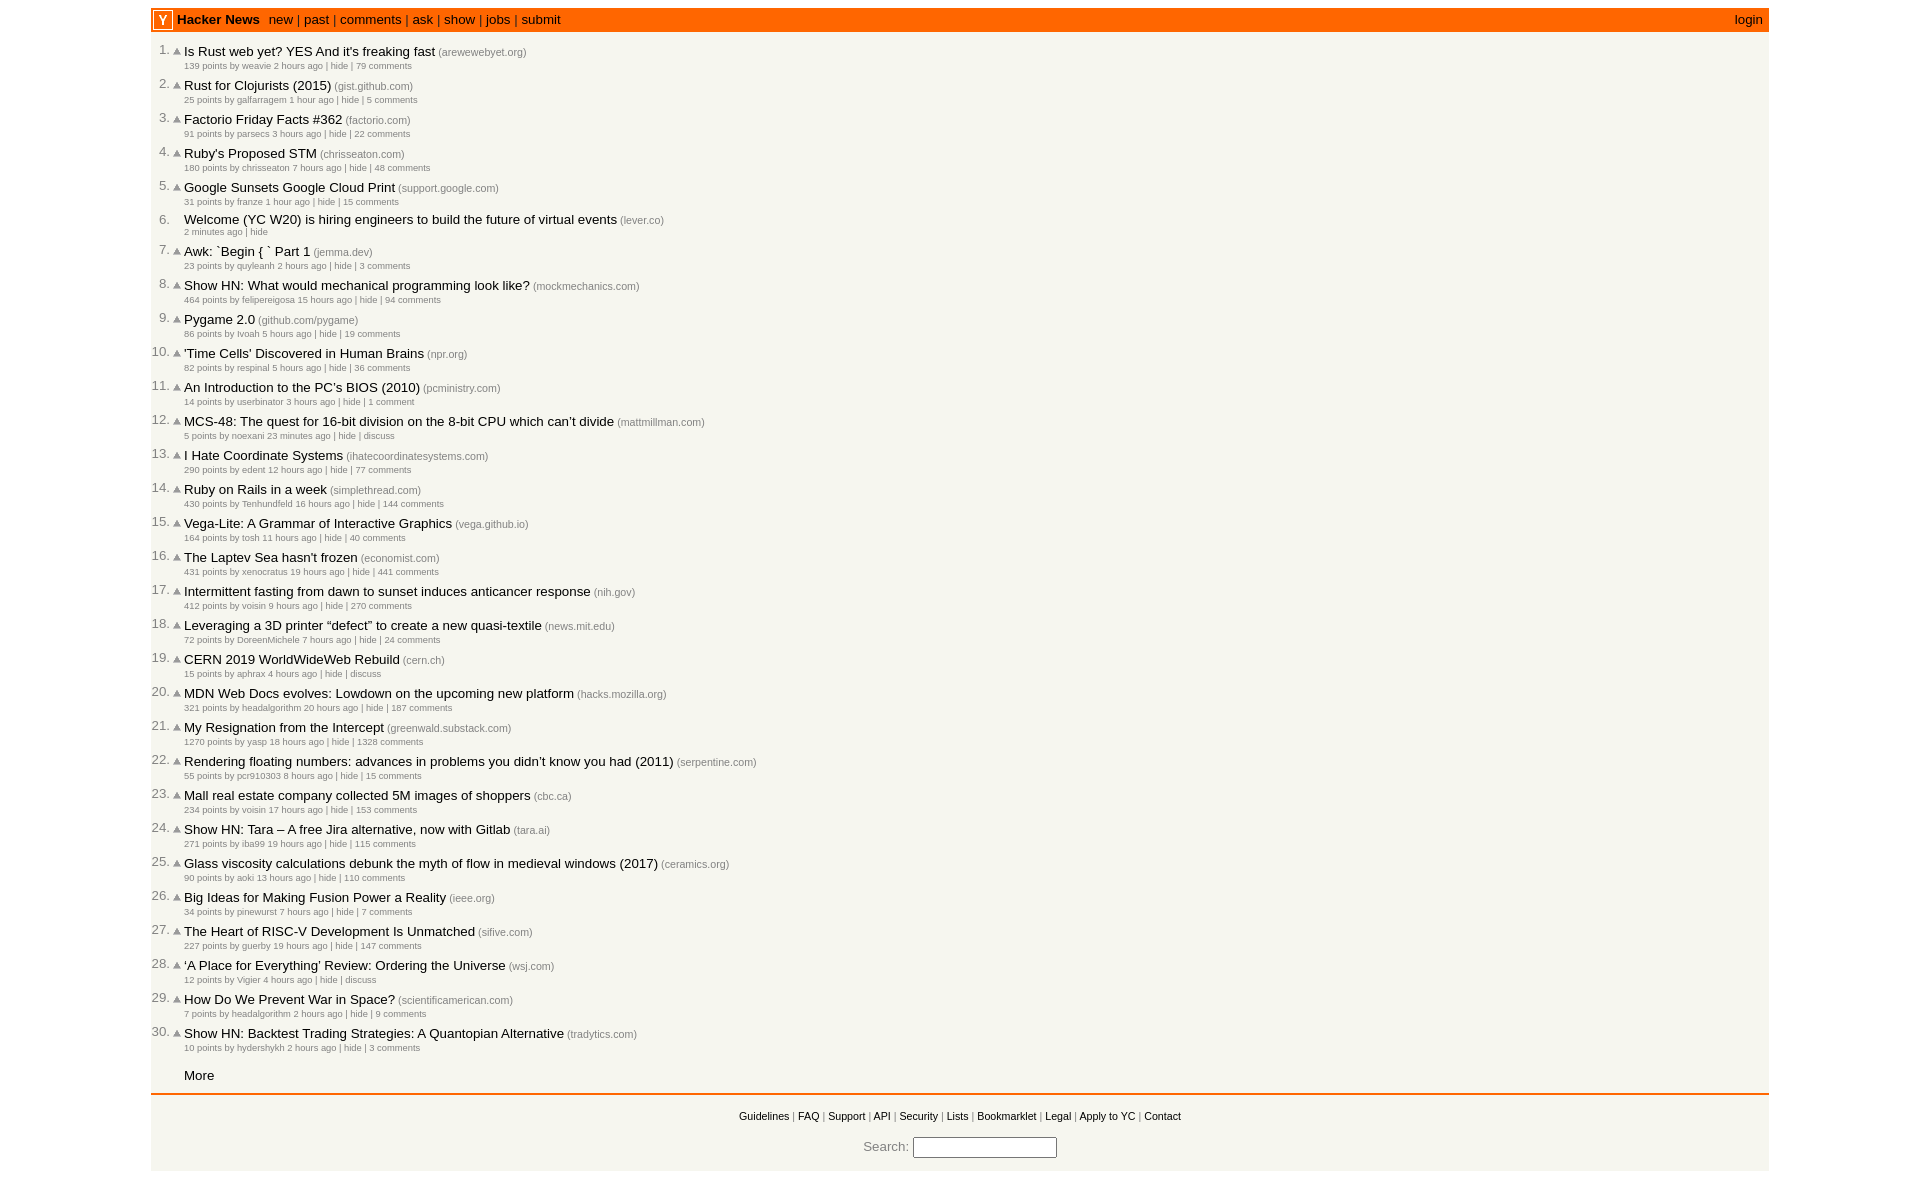 Y Hacker News new | past | comments | ask | show | jobs | submit login
1. Is Rust web yet? YES And it's freaking fast (arewewebyet.org)
139 points by weavie 2 hours ago | hide | 79 comments
2. Rust for Clojurists (2015) (gist.github.com)
25 points by galfarragem 1 hour ago | hide | 5 comments
3. Factorio Friday Facts #362 (factorio.com)
91 points by parsecs 3 hours ago | hide | 22 comments
4. Ruby's Proposed STM (chrisseaton.com)
180 points by chrisseaton 7 hours ago | hide | 48 comments
5. Google Sunsets Google Cloud Print (support.google.com)
31 points by franze 1 hour ago | hide | 15 comments
6. Welcome (YC W20) is hiring engineers to build the future of virtual events (lever.co)
2 minutes ago | hide
7. Awk: `Begin { ` Part 1 (jemma.dev)
23 points by quyleanh 2 hours ago | hide | 3 comments
8. Show HN: What would mechanical programming look like? (mockmechanics.com)
464 points by felipereigosa 15 hours ago | hide | 94 comments
9. Pygame 2.0 (github.com/pygame)
86 points by Ivoah 5 hours ago | hide | 19 comments
10. 'Time Cells' Discovered in Human Brains (npr.org)
82 points by respinal 5 hours ago | hide | 36 comments
11. An Introduction to the PC’s BIOS (2010) (pcministry.com)
14 points by userbinator 3 hours ago | hide | 1 comment
12. MCS-48: The quest for 16-bit division on the 8-bit CPU which can’t divide (mattmillman.com)
5 points by noexani 23 minutes ago | hide | discuss
13. I Hate Coordinate Systems (ihatecoordinatesystems.com)
290 points by edent 12 hours ago | hide | 77 comments
14. Ruby on Rails in a week (simplethread.com)
430 points by Tenhundfeld 16 hours ago | hide | 144 comments
15. Vega-Lite: A Grammar of Interactive Graphics (vega.github.io)
164 points by tosh 11 hours ago | hide | 40 comments
16. The Laptev Sea hasn't frozen (economist.com)
431 points by xenocratus 19 hours ago | hide | 441 comments
17. Intermittent fasting from dawn to sunset induces anticancer response (nih.gov)
412 points by voisin 9 hours ago | hide | 270 comments
18. Leveraging a 3D printer “defect” to create a new quasi-textile (news.mit.edu)
72 points by DoreenMichele 7 hours ago | hide | 24 comments
19. CERN 2019 WorldWideWeb Rebuild (cern.ch)
15 points by aphrax 4 hours ago | hide | discuss
20. MDN Web Docs evolves: Lowdown on the upcoming new platform (hacks.mozilla.org)
321 points by headalgorithm 20 hours ago | hide | 187 comments
21. My Resignation from the Intercept (greenwald.substack.com)
1270 points by yasp 18 hours ago | hide | 1328 comments
22. Rendering floating numbers: advances in problems you didn’t know you had (2011) (serpentine.com)
55 points by pcr910303 8 hours ago | hide | 15 comments
23. Mall real estate company collected 5M images of shoppers (cbc.ca)
234 points by voisin 17 hours ago | hide | 153 comments
24. Show HN: Tara – A free Jira alternative, now with Gitlab (tara.ai)
271 points by iba99 19 hours ago | hide | 115 comments
25. Glass viscosity calculations debunk the myth of flow in medieval windows (2017) (ceramics.org)
90 points by aoki 13 hours ago | hide | 110 comments
26. Big Ideas for Making Fusion Power a Reality (ieee.org)
34 points by pinewurst 7 hours ago | hide | 7 comments
27. The Heart of RISC-V Development Is Unmatched (sifive.com)
227 points by guerby 19 hours ago | hide | 147 comments
28. ‘A Place for Everything’ Review: Ordering the Universe (wsj.com)
12 points by Vigier 4 hours ago | hide | discuss
29. How Do We Prevent War in Space? (scientificamerican.com)
7 points by headalgorithm 2 hours ago | hide | 9 comments
30. Show HN: Backtest Trading Strategies: A Quantopian Alternative (tradytics.com)
10 points by hydershykh 2 hours ago | hide | 3 comments
More
Guidelines | FAQ | Support | API | Security | Lists | Bookmarklet | Legal | Apply to YC | Contact
Search: